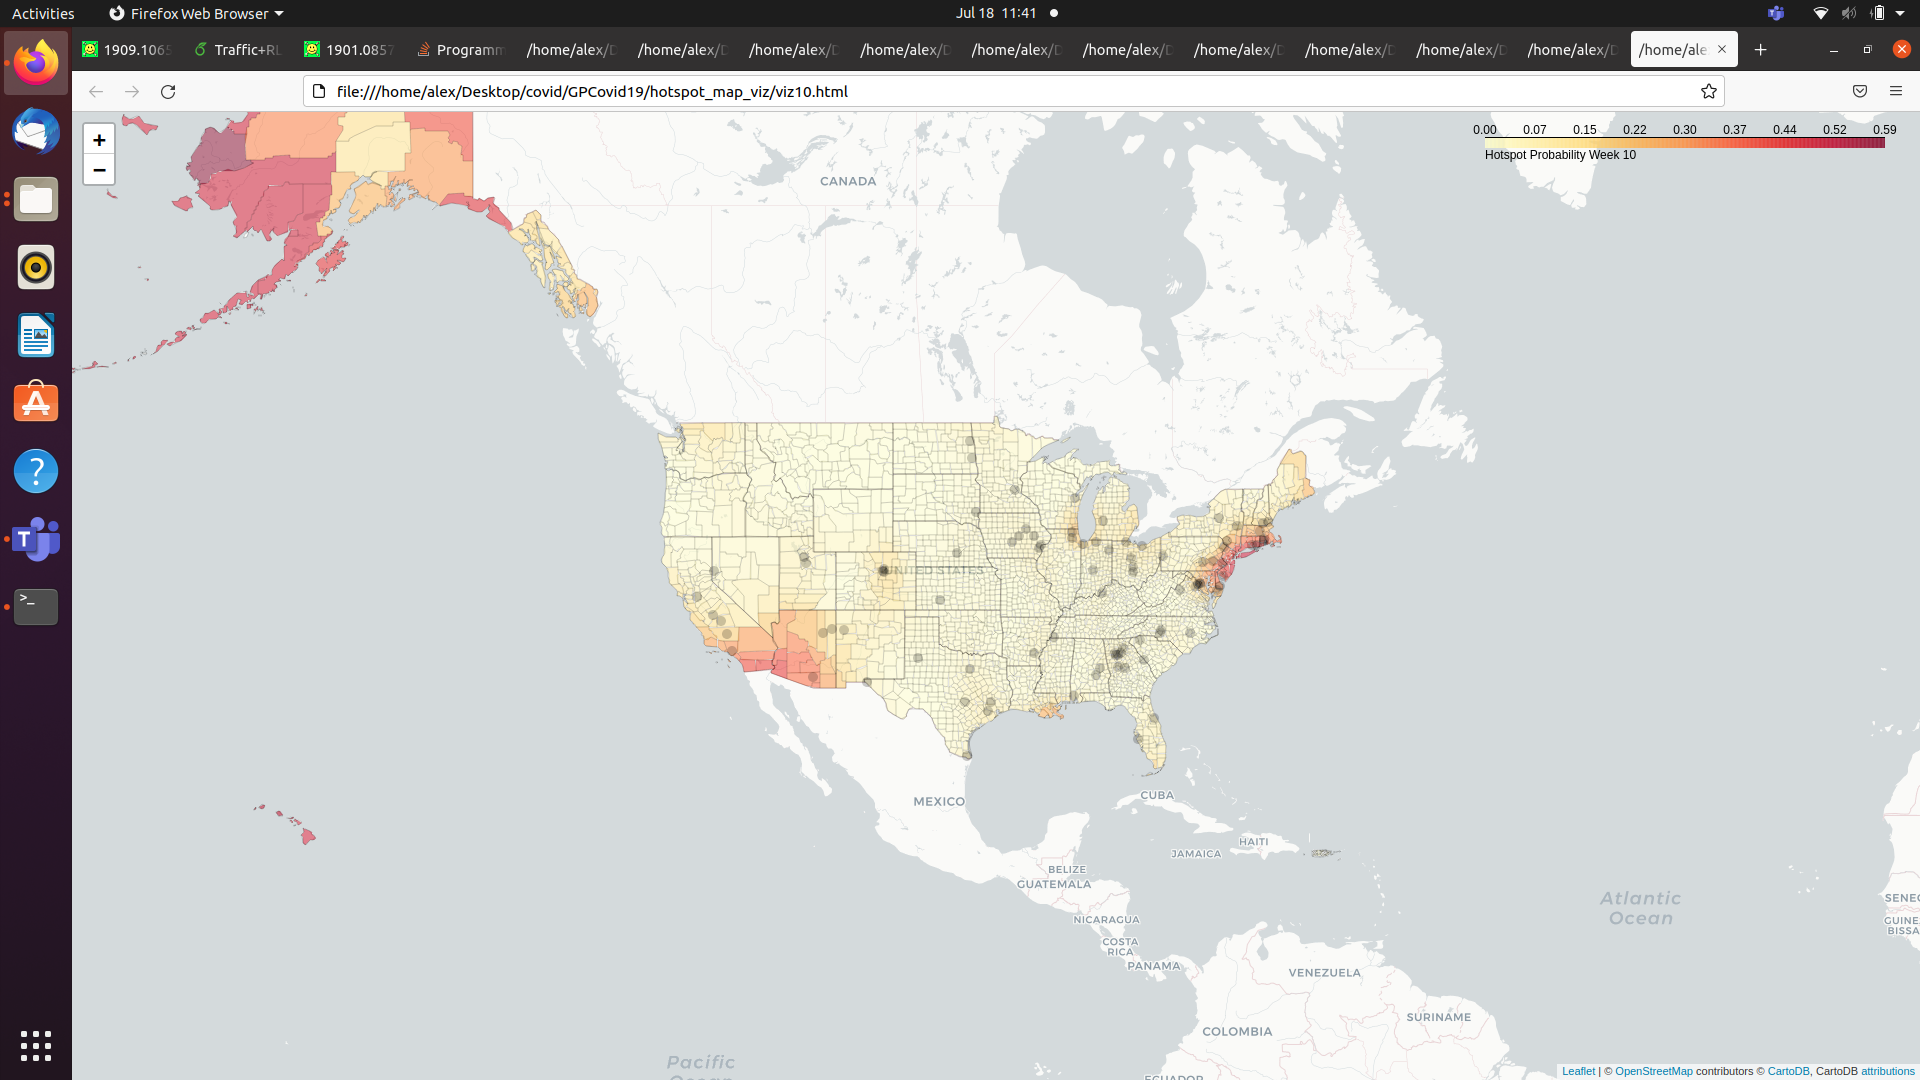 Activities
Firefox Web Browser
Jul 18 11:41
1909.1065
Traffic+RL
1901.0857
Programm
/home/alex/D
/home/alex/D
/home/alex/D
/home/alex/D
/home/alex/D
/home/alex/D
/home/alex/D
/home/alex/D
/home/alex/D
/home/alex/D
/home/ale
file:///home/alex/Desktop/covid/GPCovid19/hotspot_map_viz/viz10.html
+
−
0.00 0.07 0.15 0.22 0.30 0.37 0.44 0.52 0.59
Hotspot Probability Week 10
CANADA
UNITED STATES
MEXICO
CUBA
HAITI
JAMAICA
BELIZE
GUATEMALA
NICARAGUA
COSTA
RICA
PANAMA
VENEZUELA
COLOMBIA
SURINAME
ECUADOR
Atlantic
Ocean
Pacific
Ocean
SENEG
GUINE
BISSA
Leaflet | © OpenStreetMap contributors © CartoDB, CartoDB attributions